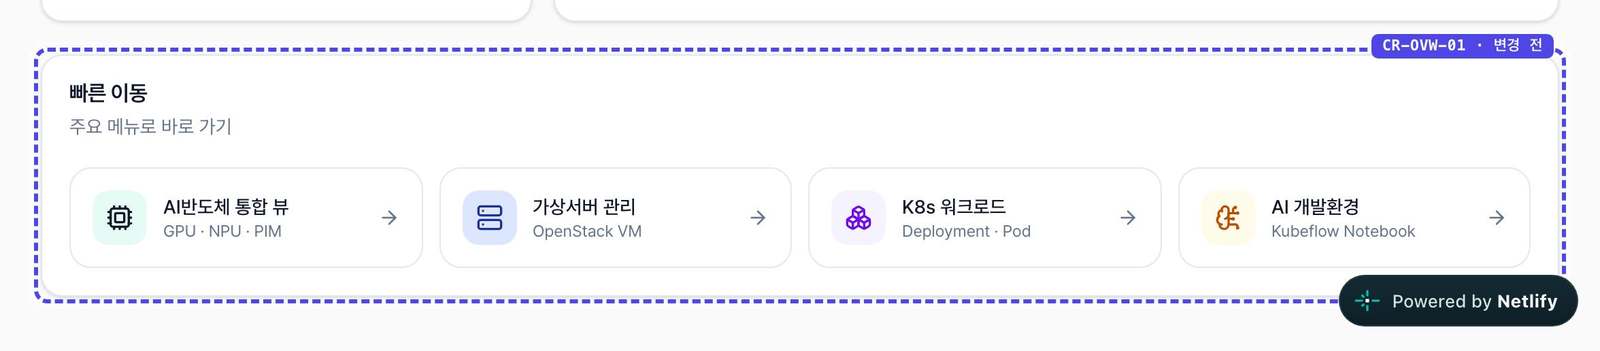 CR-OVW-01 · 변경 전
빠른 이동
주요 메뉴로 바로 가기
AI반도체 통합 뷰
GPU · NPU · PIM
가상서버 관리
OpenStack VM
K8s 워크로드
Deployment · Pod
AI 개발환경
Kubeflow Notebook
Powered by Netlify